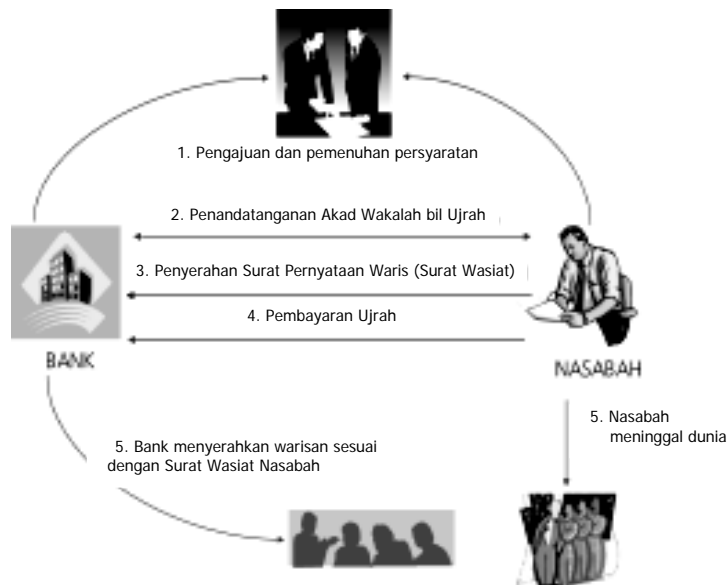 1. Pengajuan dan pemenuhan persyaratan
2. Penandatanganan Akad Wakalah bil Ujrah
3. Penyerahan Surat Pernyataan Waris (Surat Wasiat)
4. Pembayaran Ujrah
BANK
NASABAH
5. Nasabah
meninggal dunia
5. Bank menyerahkan warisan sesuai
dengan Surat Wasiat Nasabah